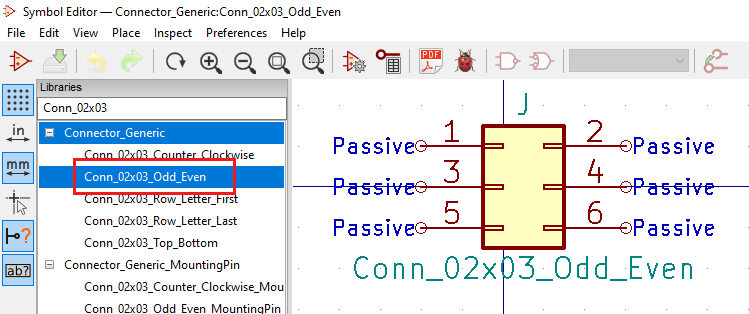 Symbol Editor — Connector_Generic:Conn_02x03_Odd_Even
File Edit View Place Inspect Preferences Help
PDF
in
mm
?
ab?
Libraries
Conn_02x03
Connector_Generic
Conn_02x03_Counter_Clockwise
Conn_02x03_Odd_Even
Conn_02x03_Row_Letter_First
Conn_02x03_Row_Letter_Last
Conn_02x03_Top_Bottom
Connector_Generic_MountingPin
Conn_02x03_Counter_Clockwise_Mou
Conn_02x03_Odd_Even_MountingPin
J
Passive 1 2 Passive
Passive 3 4 Passive
Passive 5 6 Passive
Conn_02x03_Odd_Even